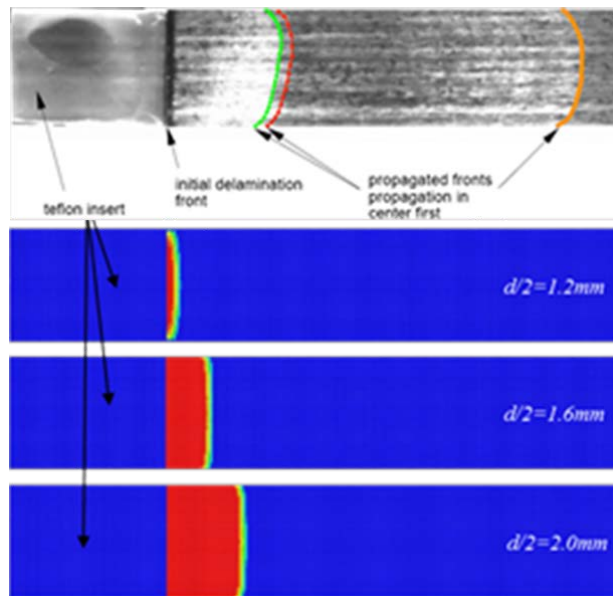 initial delamination
front
propagated fronts
propagation in
center first
teflon insert
d/2=1.2mm
d/2=1.6mm
d/2=2.0mm